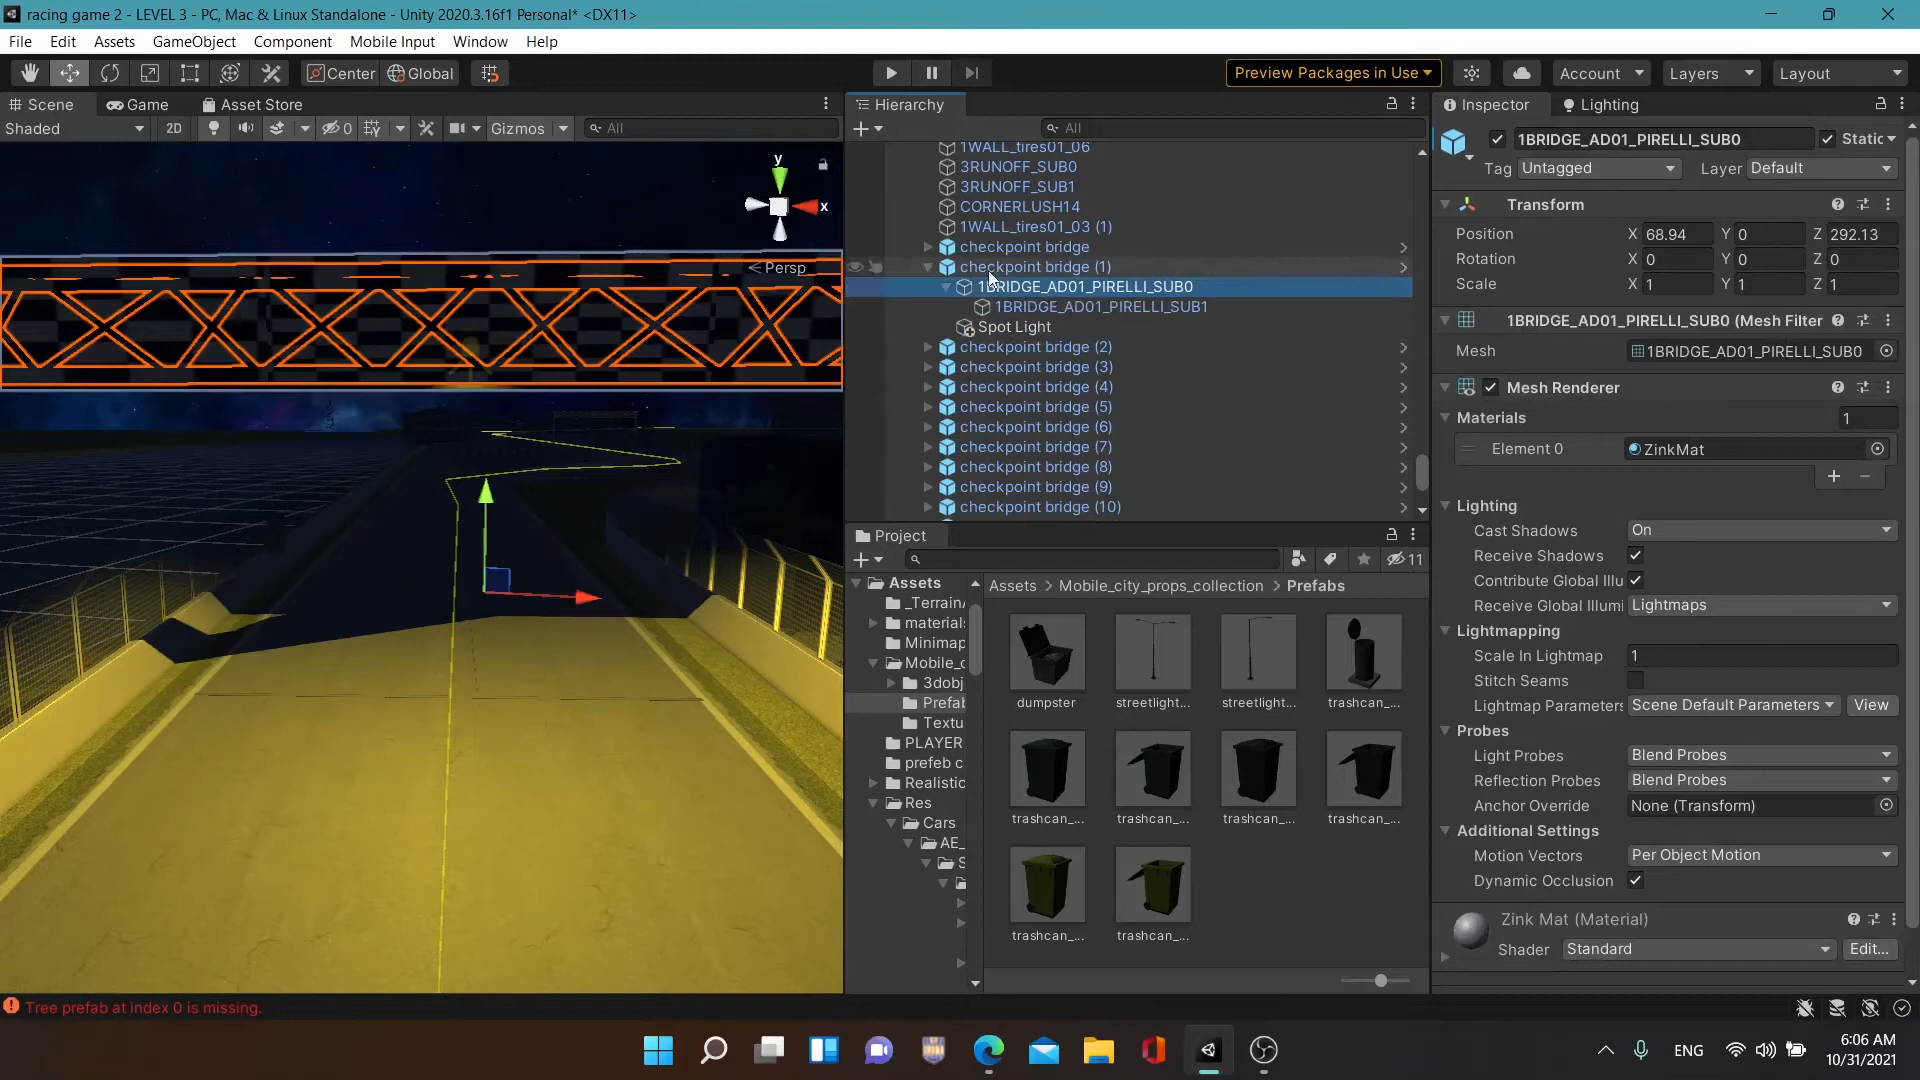 racing game 2 - LEVEL 3 - PC, Mac & Linux Standalone - Unity 2020.3.16f1 Personal* <DX11>
File Edit Assets GameObject Component Mobile Input Window Help
Center Global Preview Packages in Use Account Layers Layout
Scene Game Asset Store
Shaded 2D 0 Gizmos All
y
x
Persp
Hierarchy
All
1WALL_tires01_06
3RUNOFF_SUB0
3RUNOFF_SUB1
CORNERLUSH14
1WALL_tires01_03 (1)
checkpoint bridge
checkpoint bridge (1)
1BRIDGE_AD01_PIRELLI_SUB0
1BRIDGE_AD01_PIRELLI_SUB1
Spot Light
checkpoint bridge (2)
checkpoint bridge (3)
checkpoint bridge (4)
checkpoint bridge (5)
checkpoint bridge (6)
checkpoint bridge (7)
checkpoint bridge (8)
checkpoint bridge (9)
checkpoint bridge (10)
Project
11
Assets
_Terrain
material
Minimap
Mobile_c
3dobj
Prefab
Textu
PLAYER
prefeb c
Realistic
Res
Cars
AE_
S
Assets > Mobile_city_props_collection > Prefabs
dumpster streetlight... streetlight... trashcan_...
trashcan_... trashcan_... trashcan_... trashcan_...
trashcan_... trashcan_...
Inspector Lighting
1BRIDGE_AD01_PIRELLI_SUB0 Static
Tag Untagged Layer Default
Transform
Position X 68.94 Y 0 Z 292.13
Rotation X 0 Y 0 Z 0
Scale X 1 Y 1 Z 1
1BRIDGE_AD01_PIRELLI_SUB0 (Mesh Filter
Mesh 1BRIDGE_AD01_PIRELLI_SUB0
Mesh Renderer
Materials 1
Element 0 ZinkMat
Lighting
Cast Shadows On
Receive Shadows
Contribute Global Illu
Receive Global Illumi Lightmaps
Lightmapping
Scale In Lightmap 1
Stitch Seams
Lightmap Parameters Scene Default Parameters View
Probes
Light Probes Blend Probes
Reflection Probes Blend Probes
Anchor Override None (Transform)
Additional Settings
Motion Vectors Per Object Motion
Dynamic Occlusion
Zink Mat (Material)
Shader Standard Edit...
Tree prefab at index 0 is missing.
ENG
6:06 AM
10/31/2021